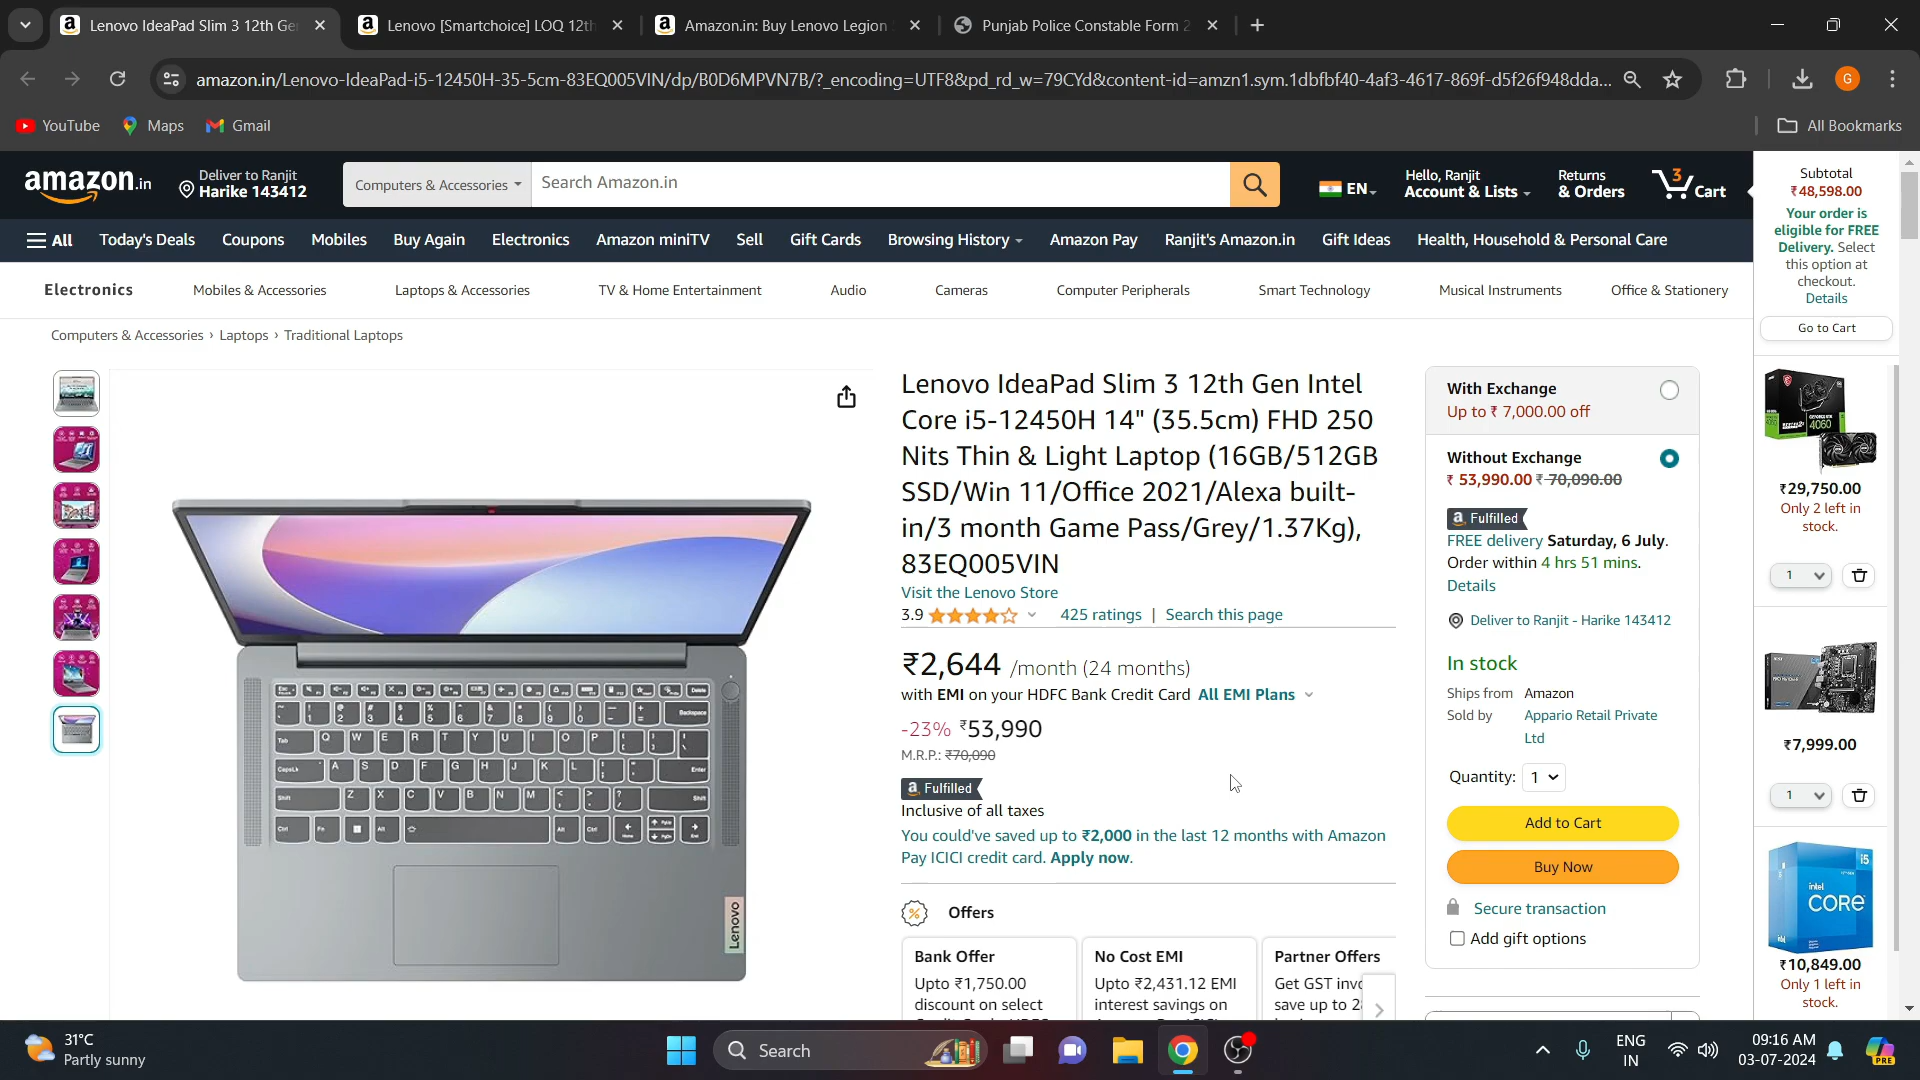 Lenovo IdeaPad Slim 3 12th Ge
Lenovo [Smartchoice] LOQ 12th
Amazon.in: Buy Lenovo Legion
Punjab Police Constable Form 2
amazon.in/Lenovo-IdeaPad-i5-12450H-35-5cm-83EQ005VIN/dp/B0D6MPVN7B/?_encoding=UTF8&pd_rd_w=79CYd&content-id=amzn1.sym.1dbfbf40-4af3-4617-869f-d5f26f948dda...
G
YouTube
Maps
Gmail
All Bookmarks
amazon.in
Deliver to Ranjit
Harike 143412
Computers & Accessories
Search Amazon.in
EN
Hello, Ranjit
Account & Lists
Returns
& Orders
3
Cart
All
Today's Deals
Coupons
Mobiles
Buy Again
Electronics
Amazon miniTV
Sell
Gift Cards
Browsing History
Amazon Pay
Ranjit's Amazon.in
Gift Ideas
Health, Household & Personal Care
Electronics
Mobiles & Accessories
Laptops & Accessories
TV & Home Entertainment
Audio
Cameras
Computer Peripherals
Smart Technology
Musical Instruments
Office & Stationery
Computers & Accessories › Laptops › Traditional Laptops
Lenovo
Lenovo IdeaPad Slim 3 12th Gen Intel
Core i5-12450H 14" (35.5cm) FHD 250
Nits Thin & Light Laptop (16GB/512GB
SSD/Win 11/Office 2021/Alexa built-
in/3 month Game Pass/Grey/1.37Kg),
83EQ005VIN
Visit the Lenovo Store
3.9
425 ratings | Search this page
₹2,644 /month (24 months)
with EMI on your HDFC Bank Credit Card All EMI Plans
-23% ₹53,990
M.R.P.: ₹70,090
a Fulfilled
Inclusive of all taxes
You could've saved up to ₹2,000 in the last 12 months with Amazon
Pay ICICI credit card. Apply now.
Offers
Bank Offer
Upto ₹1,750.00
discount on select
No Cost EMI
Upto ₹2,431.12 EMI
interest savings on
Partner Offers
Get GST invo
save up to 2
With Exchange
Up to ₹ 7,000.00 off
Without Exchange
₹ 53,990.00 ₹ 70,090.00
a Fulfilled
FREE delivery Saturday, 6 July.
Order within 4 hrs 51 mins.
Details
Deliver to Ranjit - Harike 143412
In stock
Ships from Amazon
Sold by Appario Retail Private
Ltd
Quantity: 1
Add to Cart
Buy Now
Secure transaction
Add gift options
Subtotal
₹48,598.00
Your order is
eligible for FREE
Delivery. Select
this option at
checkout.
Details
Go to Cart
4060
₹29,750.00
Only 2 left in
stock.
1
₹7,999.00
1
i5
intel
CORE
₹10,849.00
Only 1 left in
stock.
31°C
Partly sunny
Search
ENG
IN
09:16 AM
03-07-2024
PRE